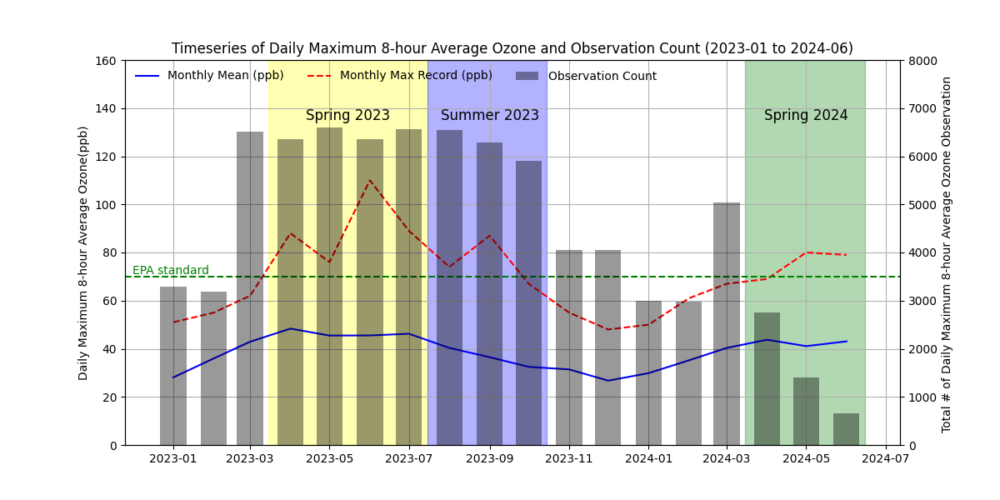 Timeseries of Daily Maximum 8-hour Average Ozone and Observation Count (2023-01 to 2024-06)
Monthly Mean (ppb) Monthly Max Record (ppb) Observation Count
Spring 2023 Summer 2023 Spring 2024
EPA standard
Daily Maximum 8-hour Average Ozone(ppb)
160
140
120
100
80
60
40
20
0
8000
7000
6000
5000
4000
3000
2000
1000
0
Total # of Daily Maximum 8-hour Average Ozone Observation
2023-01 2023-03 2023-05 2023-07 2023-09 2023-11 2024-01 2024-03 2024-05 2024-07